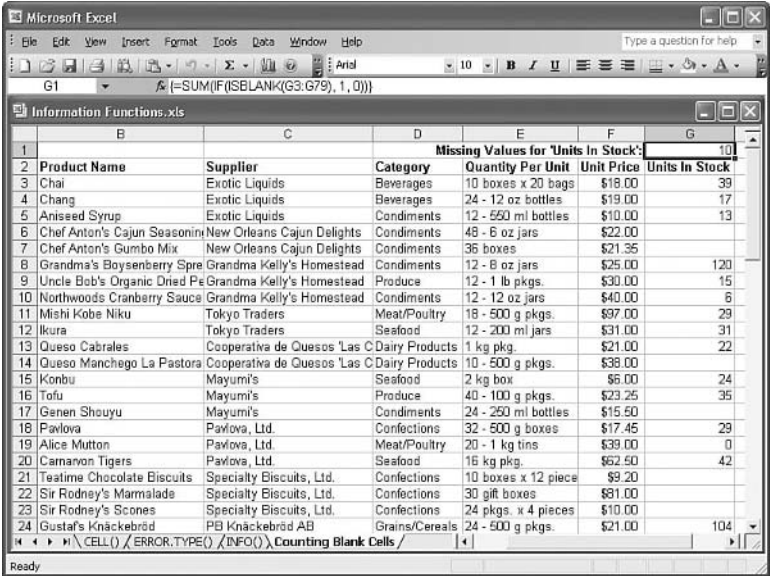 Microsoft Excel
File Edit View Insert Format Tools Data Window Help Type a question for help
Arial 10 B I U
G1 fx {=SUM(IF(ISBLANK(G3:G79), 1, 0))}
Information Functions.xls
B C D E F G
1 Missing Values for 'Units In Stock': 10
2 Product Name Supplier Category Quantity Per Unit Unit Price Units In Stock
3 Chai Exotic Liquids Beverages 10 boxes x 20 bags $18.00 39
4 Chang Exotic Liquids Beverages 24 - 12 oz bottles $19.00 17
5 Aniseed Syrup Exotic Liquids Condiments 12 - 550 ml bottles $10.00 13
6 Chef Anton's Cajun Seasoning New Orleans Cajun Delights Condiments 48 - 6 oz jars $22.00
7 Chef Anton's Gumbo Mix New Orleans Cajun Delights Condiments 36 boxes $21.35
8 Grandma's Boysenberry Spre Grandma Kelly's Homestead Condiments 12 - 8 oz jars $25.00 120
9 Uncle Bob's Organic Dried Pe Grandma Kelly's Homestead Produce 12 - 1 lb pkgs. $30.00 15
10 Northwoods Cranberry Sauce Grandma Kelly's Homestead Condiments 12 - 12 oz jars $40.00 6
11 Mishi Kobe Niku Tokyo Traders Meat/Poultry 18 - 500 g pkgs. $97.00 29
12 Ikura Tokyo Traders Seafood 12 - 200 ml jars $31.00 31
13 Queso Cabrales Cooperativa de Quesos 'Las C Dairy Products 1 kg pkg. $21.00 22
14 Queso Manchego La Pastora Cooperativa de Quesos 'Las C Dairy Products 10 - 500 g pkgs. $38.00
15 Konbu Mayumi's Seafood 2 kg box $6.00 24
16 Tofu Mayumi's Produce 40 - 100 g pkgs. $23.25 35
17 Genen Shouyu Mayumi's Condiments 24 - 250 ml bottles $15.50
18 Pavlova Pavlova, Ltd. Confections 32 - 500 g boxes $17.45 29
19 Alice Mutton Pavlova, Ltd. Meat/Poultry 20 - 1 kg tins $39.00 0
20 Carnarvon Tigers Pavlova, Ltd. Seafood 16 kg pkg. $62.50 42
21 Teatime Chocolate Biscuits Specialty Biscuits, Ltd. Confections 10 boxes x 12 piece $9.20
22 Sir Rodney's Marmalade Specialty Biscuits, Ltd. Confections 30 gift boxes $81.00
23 Sir Rodney's Scones Specialty Biscuits, Ltd. Confections 24 pkgs. x 4 pieces $10.00
24 Gustaf's Knäckebröd PB Knäckebröd AB Grains/Cereals 24 - 500 g pkgs. $21.00 104
CELL() ERROR.TYPE() INFO() Counting Blank Cells
Ready